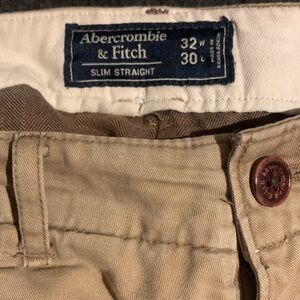 Abercrombie
& Fitch
SLIM STRAIGHT
32 W
30 L